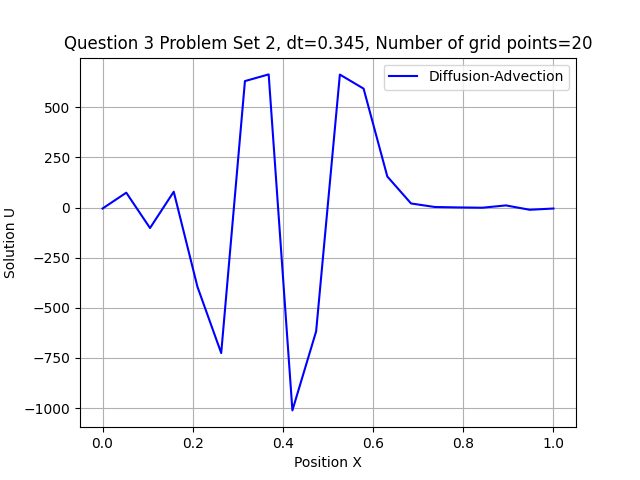 Question 3 Problem Set 2, dt=0.345, Number of grid points=20
Diffusion-Advection
500
250
0
−250
−500
−750
−1000
Solution U
0.0 0.2 0.4 0.6 0.8 1.0
Position X